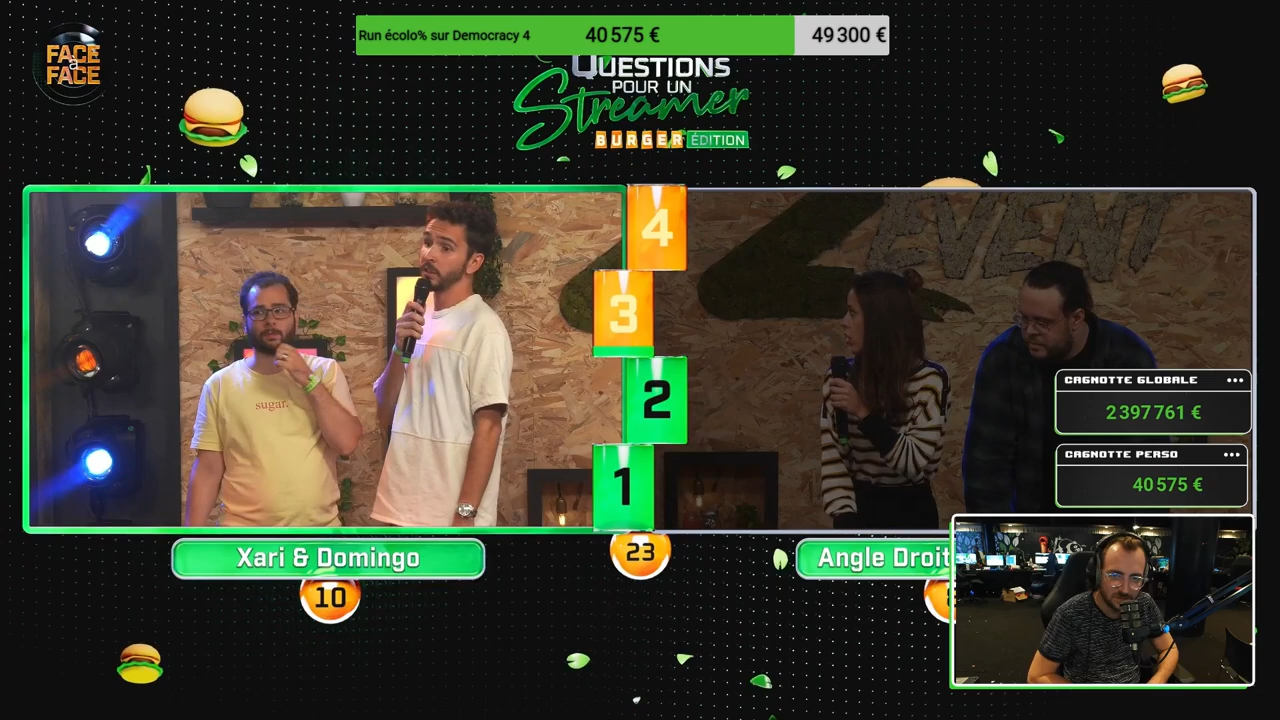 FACE
à
FACE
Run écolo% sur Democracy 4
40 575 €
49 300 €
QUESTIONS
POUR UN
Streamer
BURGER ÉDITION
4
3
2
1
EVENT
sugar.
CAGNOTTE GLOBALE
2 397 761 €
CAGNOTTE PERSO
40 575 €
Xari & Domingo
23
Angle Droit
10